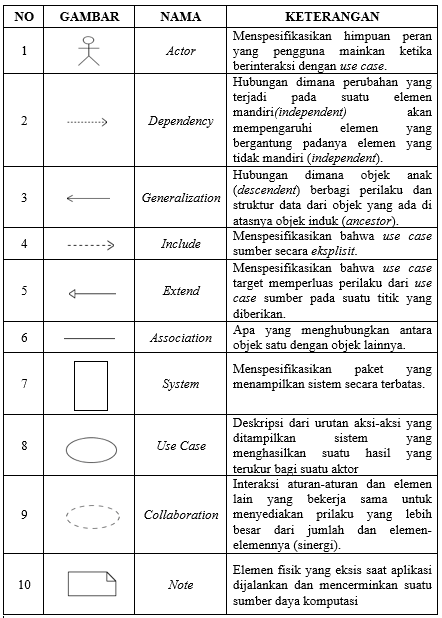 NO GAMBAR NAMA KETERANGAN
1 Actor Menspesifikasikan himpuan peran
yang pengguna mainkan ketika
berinteraksi dengan use case.
2 Dependency Hubungan dimana perubahan yang
terjadi pada suatu elemen
mandiri(independent) akan
mempengaruhi elemen yang
bergantung padanya elemen yang
tidak mandiri (independent).
3 Generalization Hubungan dimana objek anak
(descendent) berbagi perilaku dan
struktur data dari objek yang ada di
atasnya objek induk (ancestor).
4 Include Menspesifikasikan bahwa use case
sumber secara eksplisit.
5 Extend Menspesifikasikan bahwa use case
target memperluas perilaku dari use
case sumber pada suatu titik yang
diberikan.
6 Association Apa yang menghubungkan antara
objek satu dengan objek lainnya.
7 System Menspesifikasikan paket yang
menampilkan sistem secara terbatas.
8 Use Case Deskripsi dari urutan aksi-aksi yang
ditampilkan sistem yang
menghasilkan suatu hasil yang
terukur bagi suatu aktor
9 Collaboration Interaksi aturan-aturan dan elemen
lain yang bekerja sama untuk
menyediakan prilaku yang lebih
besar dari jumlah dan elemen-
elemennya (sinergi).
10 Note Elemen fisik yang eksis saat aplikasi
dijalankan dan mencerminkan suatu
sumber daya komputasi